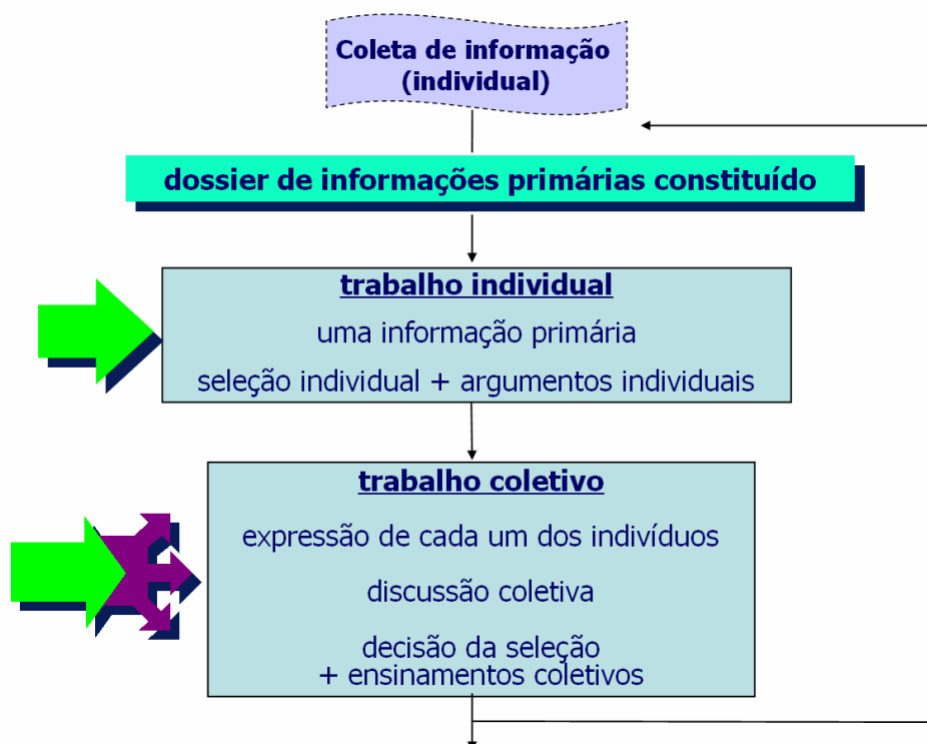 Coleta de informação
(individual)
dossier de informações primárias constituído
trabalho individual
uma informação primária
seleção individual + argumentos individuais
trabalho coletivo
expressão de cada um dos indivíduos
discussão coletiva
decisão da seleção
+ ensinamentos coletivos